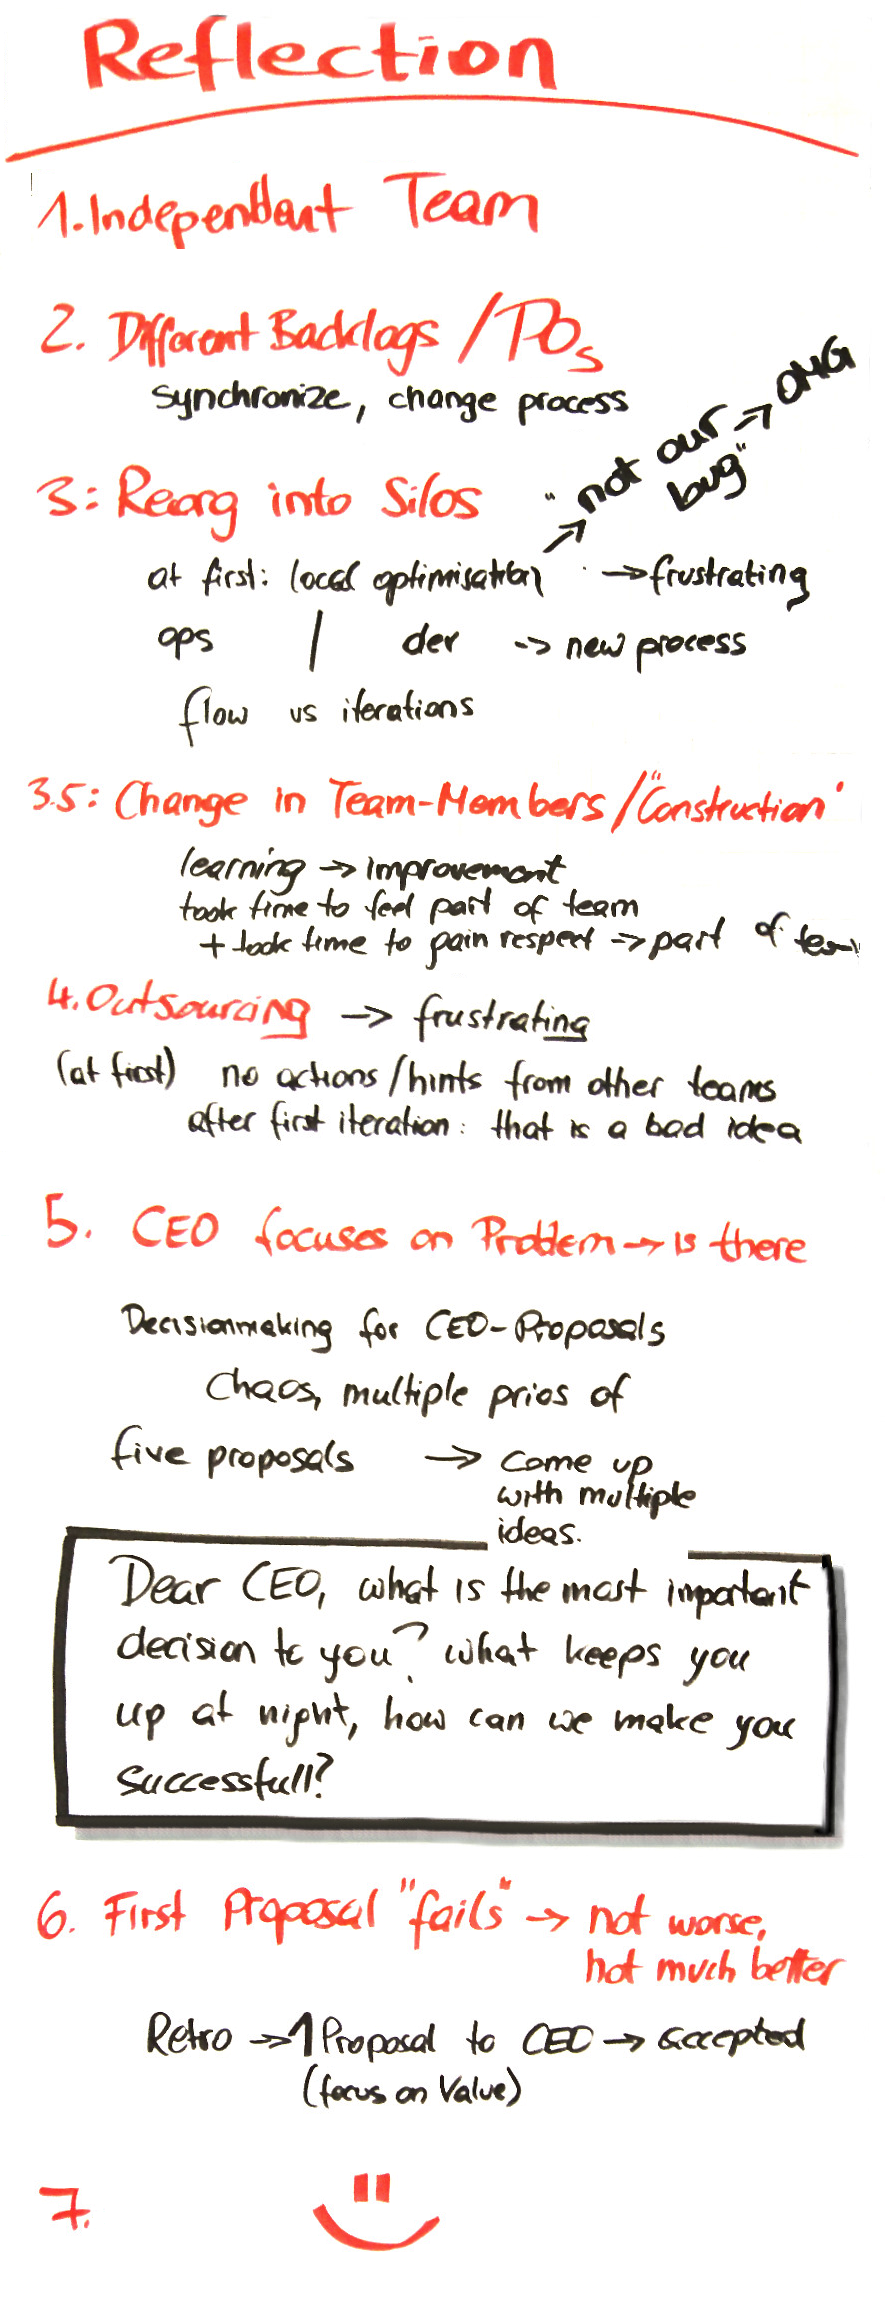 Reflection
1. Independant Team
2. Different Backlogs / POs
synchronize, change process
3: Reorg into Silos
"not our bug" → OMG
at first: local optimisation → frustrating
ops | dev -> new process
flow vs iterations
3.5: Change in Team-Members / "Construction"
learning → improvement
took time to feel part of team
+ took time to gain respect → part of team
4. Outsourcing → frustrating
(at first) no actions / hints from other teams
after first iteration: that is a bad idea
5. CEO focuses on Problem → is there
Decisionmaking for CEO-Proposals
Chaos, multiple prios of
five proposals → come up
with multiple
ideas.
Dear CEO, what is the most important
decision to you? what keeps you
up at night, how can we make you
successfull?
6. First Proposal "fails" → not worse,
not much better
Retro → 1 Proposal to CEO → accepted
(focus on Value)
7.